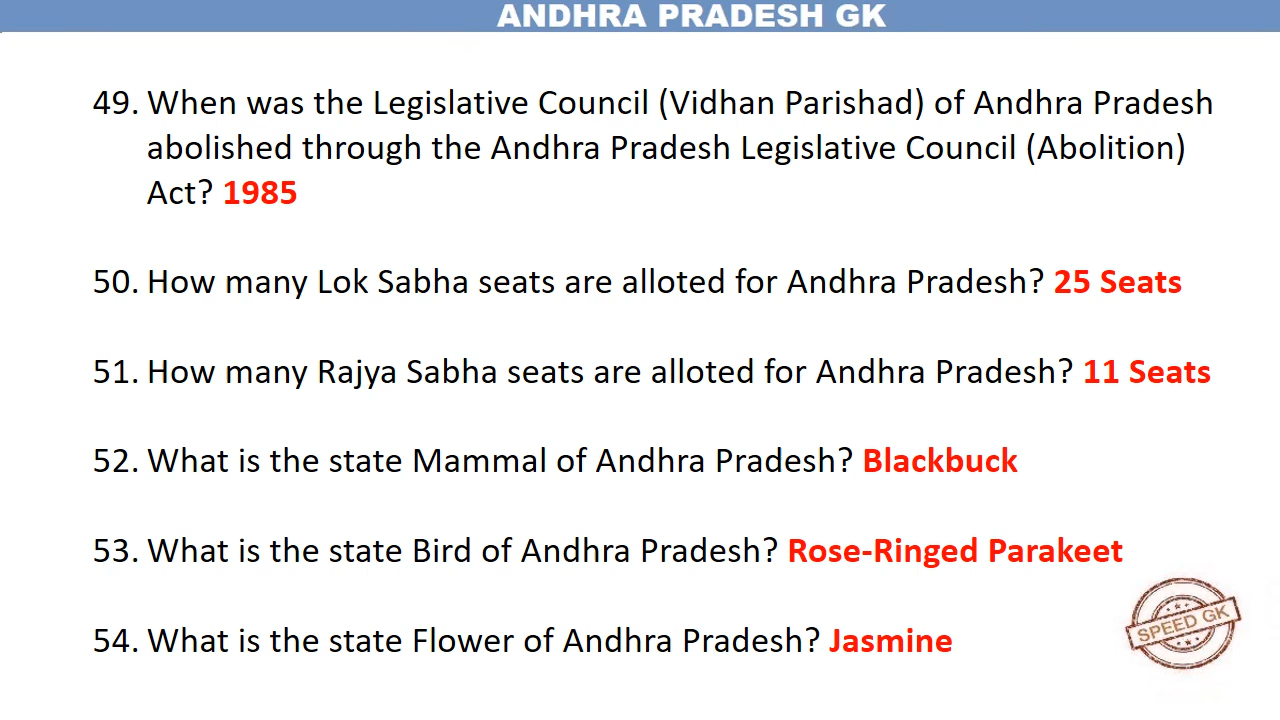 ANDHRA PRADESH GK
49. When was the Legislative Council (Vidhan Parishad) of Andhra Pradesh
abolished through the Andhra Pradesh Legislative Council (Abolition)
Act? 1985
50. How many Lok Sabha seats are alloted for Andhra Pradesh? 25 Seats
51. How many Rajya Sabha seats are alloted for Andhra Pradesh? 11 Seats
52. What is the state Mammal of Andhra Pradesh? Blackbuck
53. What is the state Bird of Andhra Pradesh? Rose-Ringed Parakeet
54. What is the state Flower of Andhra Pradesh? Jasmine
SPEED GK